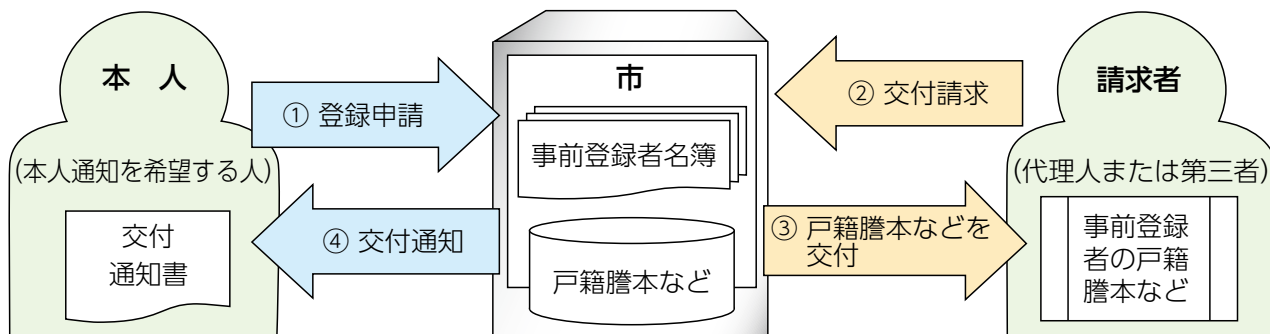 本 人
(本人通知を希望する人)
交付
通知書
① 登録申請
④ 交付通知
市
事前登録者名簿
戸籍謄本など
② 交付請求
③ 戸籍謄本などを
交付
請求者
(代理人または第三者)
事前登録
者の戸籍
謄本など